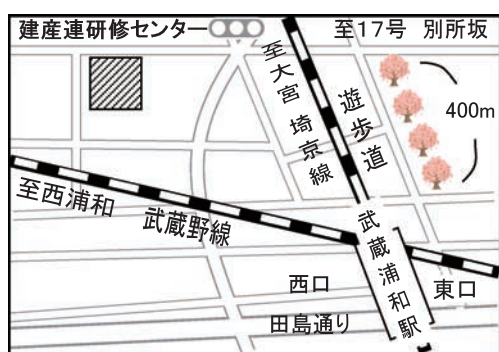 建産連研修センター
至17号 別所坂
至大宮 埼京線
遊歩道
400m
至西浦和
武蔵野線
武蔵浦和駅
西口
東口
田島通り